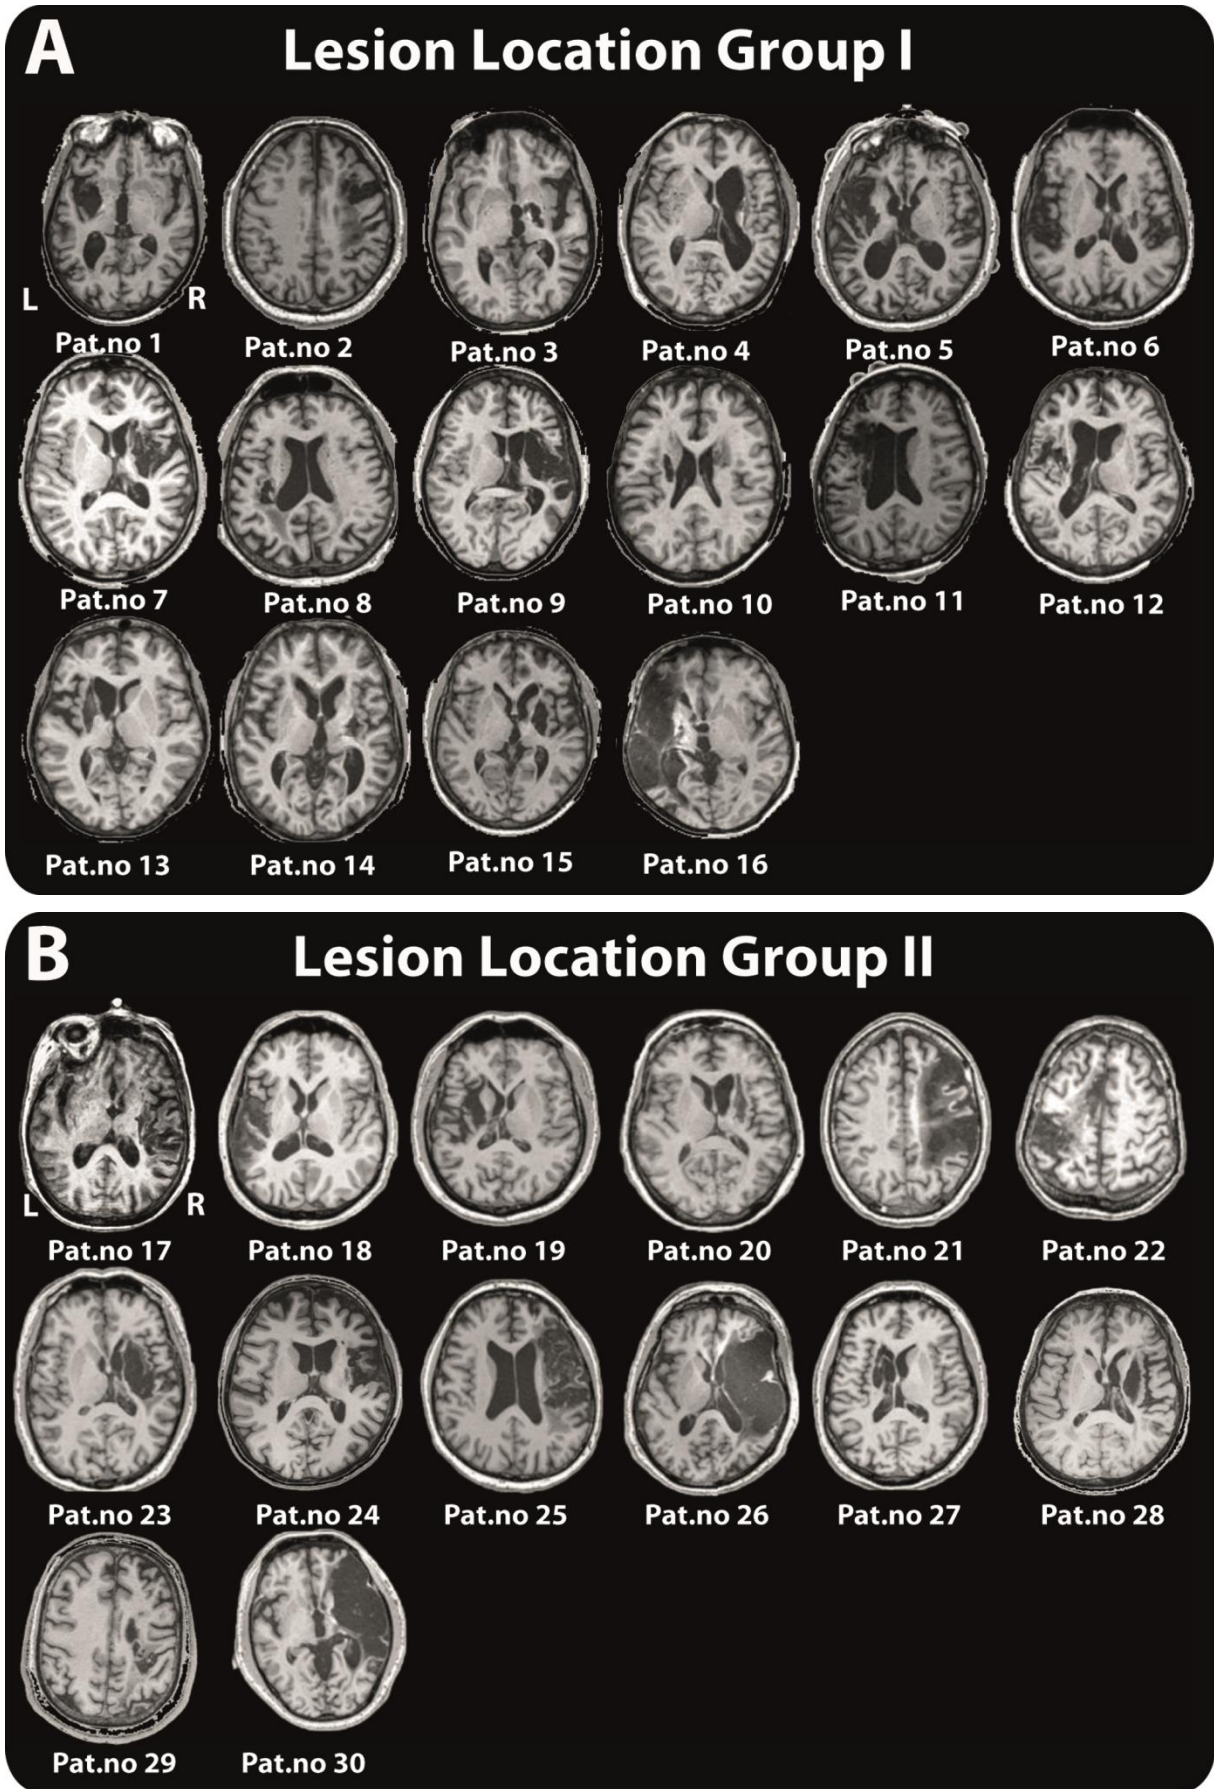 A
Lesion Location Group I
L R
Pat.no 1 Pat.no 2 Pat.no 3 Pat.no 4 Pat.no 5 Pat.no 6
Pat.no 7 Pat.no 8 Pat.no 9 Pat.no 10 Pat.no 11 Pat.no 12
Pat.no 13 Pat.no 14 Pat.no 15 Pat.no 16
B
Lesion Location Group II
L R
Pat.no 17 Pat.no 18 Pat.no 19 Pat.no 20 Pat.no 21 Pat.no 22
Pat.no 23 Pat.no 24 Pat.no 25 Pat.no 26 Pat.no 27 Pat.no 28
Pat.no 29 Pat.no 30